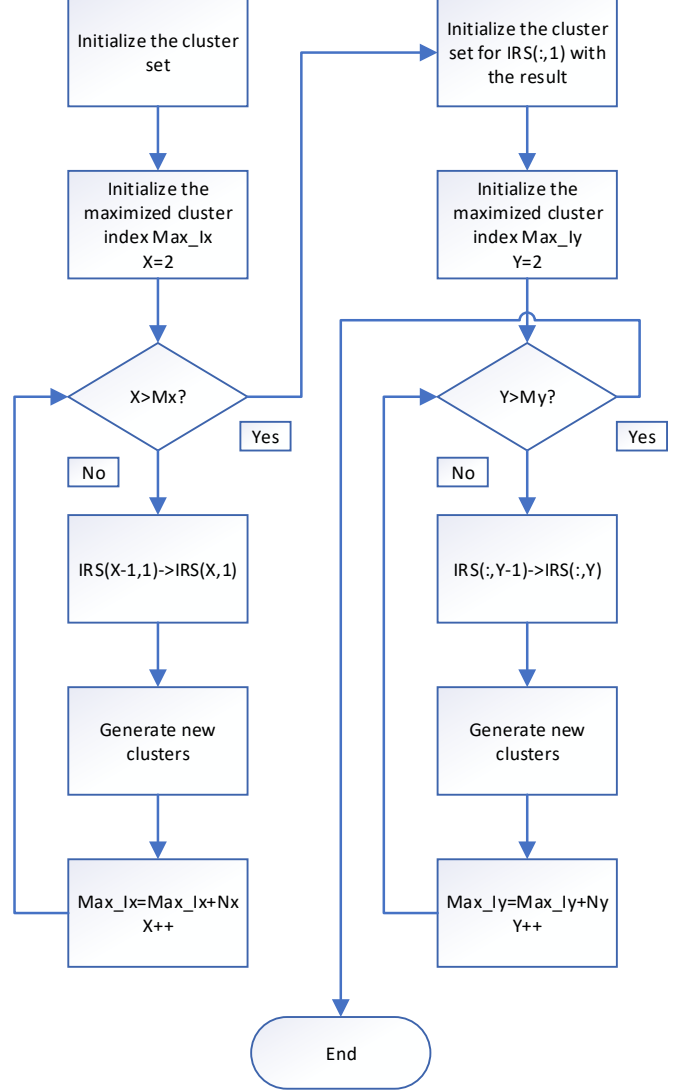 Initialize the cluster
set
Initialize the
maximized cluster
index Max_Ix
X=2
X>Mx?
Yes
No
IRS(X-1,1)->IRS(X,1)
Generate new
clusters
Max_Ix=Max_Ix+Nx
X++
Initialize the cluster
set for IRS(:,1) with
the result
Initialize the
maximized cluster
index Max_Iy
Y=2
Y>My?
Yes
No
IRS(:,Y-1)->IRS(:,Y)
Generate new
clusters
Max_Iy=Max_Iy+Ny
Y++
End